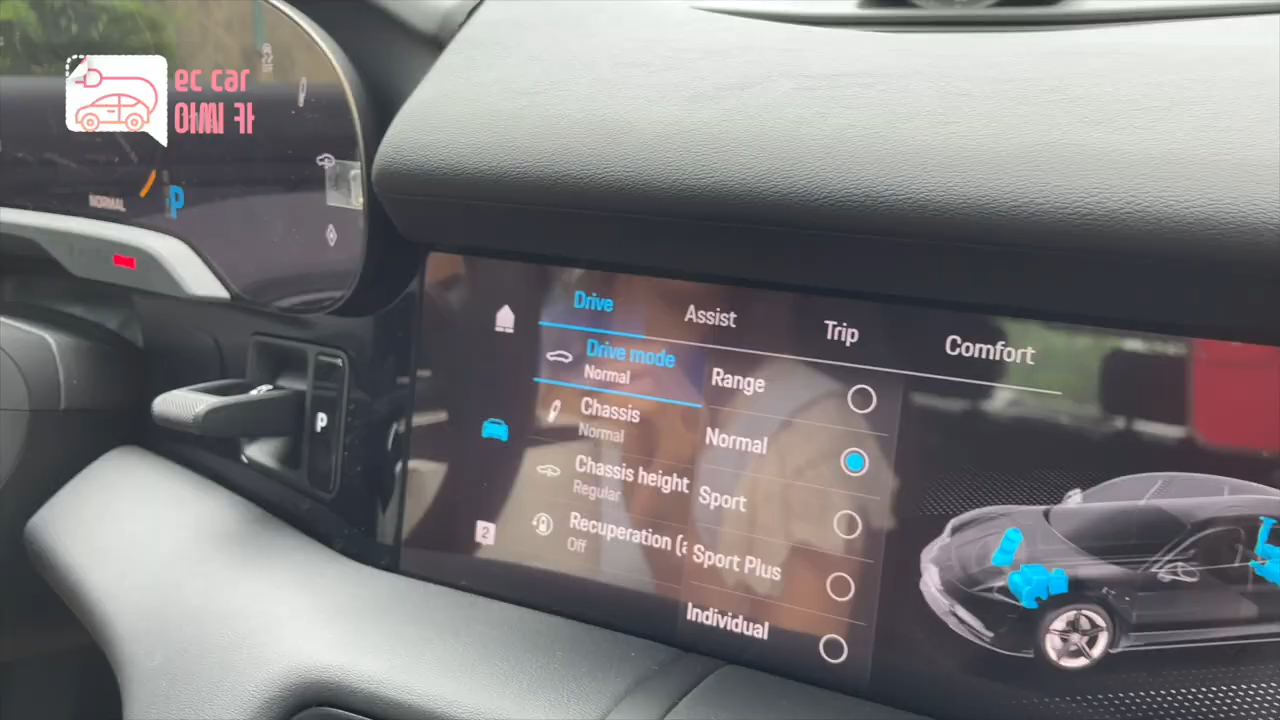 ec car
이씨 카
NORMAL
P
P
Drive
Assist
Trip
Comfort
Drive mode
Normal
Chassis
Normal
Chassis height
Regular
Recuperation (a
Off
2
Range
Normal
Sport
Sport Plus
Individual